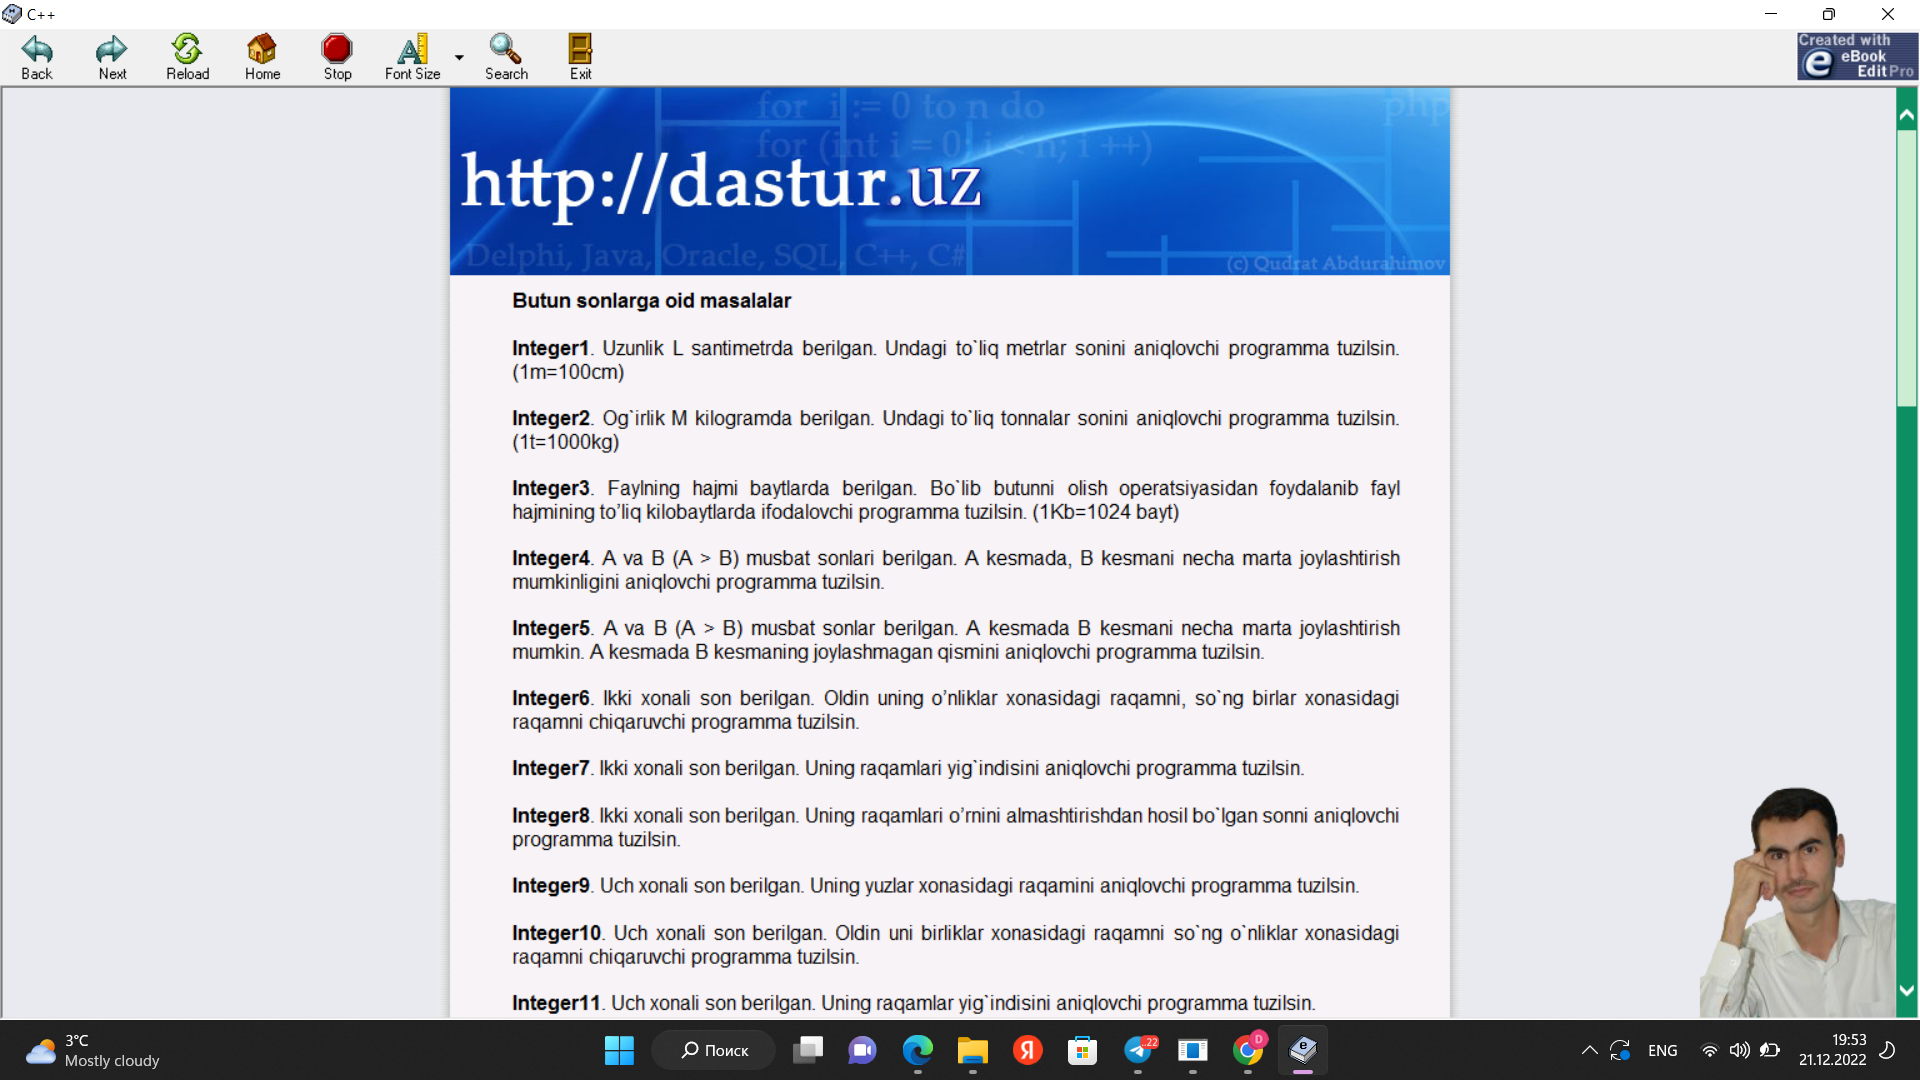 C++
Back
Next
Reload
Home
Stop
Font Size
Search
Exit
Created with
eBook
EditPro
for i := 0 to n do
php
for (int i = 0; i < n; i ++)
http://dastur.uz
Delphi, Java, Oracle, SQL, C++, C#
(c) Qudrat Abdurahimov
Butun sonlarga oid masalalar
Integer1. Uzunlik L santimetrda berilgan. Undagi to`liq metrlar sonini aniqlovchi programma tuzilsin.
(1m=100cm)
Integer2. Og`irlik M kilogramda berilgan. Undagi to`liq tonnalar sonini aniqlovchi programma tuzilsin.
(1t=1000kg)
Integer3. Faylning hajmi baytlarda berilgan. Bo`lib butunni olish operatsiyasidan foydalanib fayl
hajmining to’liq kilobaytlarda ifodalovchi programma tuzilsin. (1Kb=1024 bayt)
Integer4. A va B (A > B) musbat sonlari berilgan. A kesmada, B kesmani necha marta joylashtirish
mumkinligini aniqlovchi programma tuzilsin.
Integer5. A va B (A > B) musbat sonlar berilgan. A kesmada B kesmani necha marta joylashtirish
mumkin. A kesmada B kesmaning joylashmagan qismini aniqlovchi programma tuzilsin.
Integer6. Ikki xonali son berilgan. Oldin uning o’nliklar xonasidagi raqamni, so`ng birlar xonasidagi
raqamni chiqaruvchi programma tuzilsin.
Integer7. Ikki xonali son berilgan. Uning raqamlari yig`indisini aniqlovchi programma tuzilsin.
Integer8. Ikki xonali son berilgan. Uning raqamlari o’rnini almashtirishdan hosil bo`lgan sonni aniqlovchi
programma tuzilsin.
Integer9. Uch xonali son berilgan. Uning yuzlar xonasidagi raqamini aniqlovchi programma tuzilsin.
Integer10. Uch xonali son berilgan. Oldin uni birliklar xonasidagi raqamni so`ng o`nliklar xonasidagi
raqamni chiqaruvchi programma tuzilsin.
Integer11. Uch xonali son berilgan. Uning raqamlar yig`indisini aniqlovchi programma tuzilsin.
3°C
Mostly cloudy
Поиск
Я
..22
D
ENG
19:53
21.12.2022